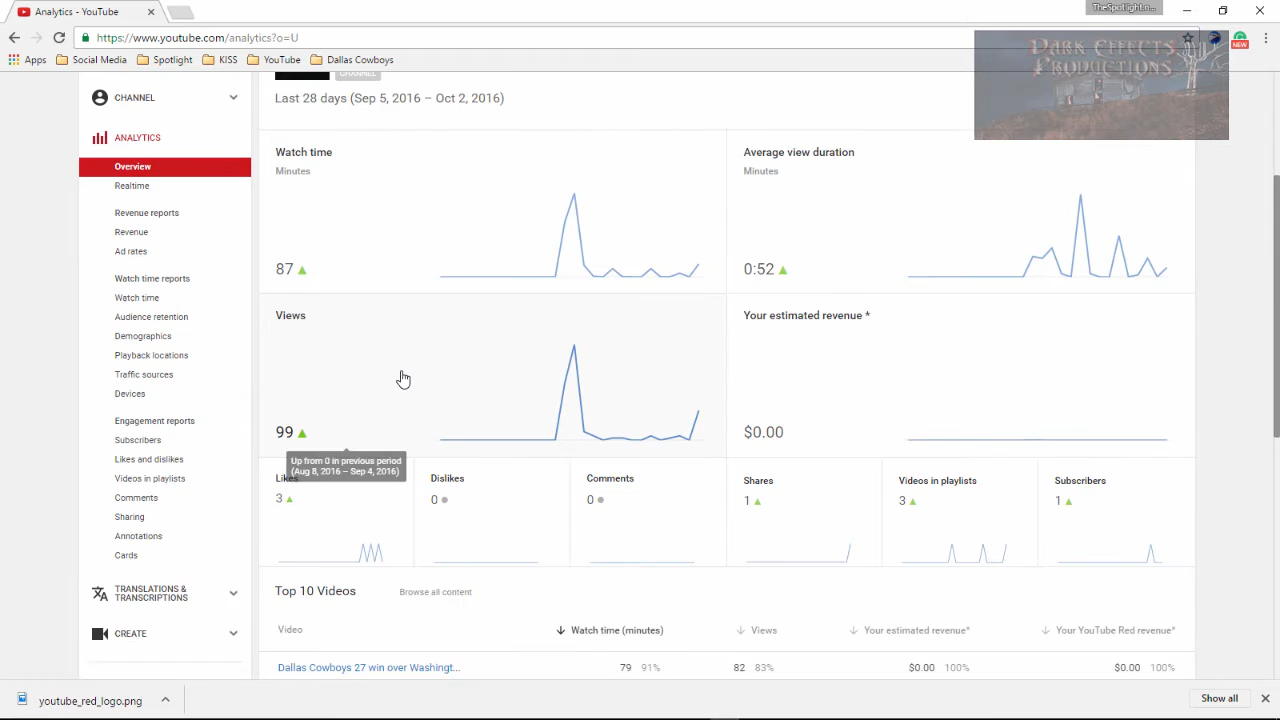 Analytics - YouTube
TheSpotLight...
https://www.youtube.com/analytics?o=U
NEW
Apps Social Media Spotlight KISS YouTube Dallas Cowboys
DARK EFFECTS
PRODUCTIONS
CHANNEL
CHANNEL
Last 28 days (Sep 5, 2016 – Oct 2, 2016)
ANALYTICS
Overview
Realtime
Revenue reports
Revenue
Ad rates
Watch time reports
Watch time
Audience retention
Demographics
Playback locations
Traffic sources
Devices
Engagement reports
Subscribers
Likes and dislikes
Videos in playlists
Comments
Sharing
Annotations
Cards
TRANSLATIONS &
TRANSCRIPTIONS
CREATE
Watch time
Minutes
87
Average view duration
Minutes
0:52
Views
99
Your estimated revenue *
$0.00
Up from 0 in previous period
(Aug 8, 2016 – Sep 4, 2016)
Likes
3
Dislikes
0
Comments
0
Shares
1
Videos in playlists
3
Subscribers
1
Top 10 Videos Browse all content
Video Watch time (minutes) Views Your estimated revenue* Your YouTube Red revenue*
Dallas Cowboys 27 win over Washingt... 79 91% 82 83% $0.00 100% $0.00 100%
youtube_red_logo.png
Show all